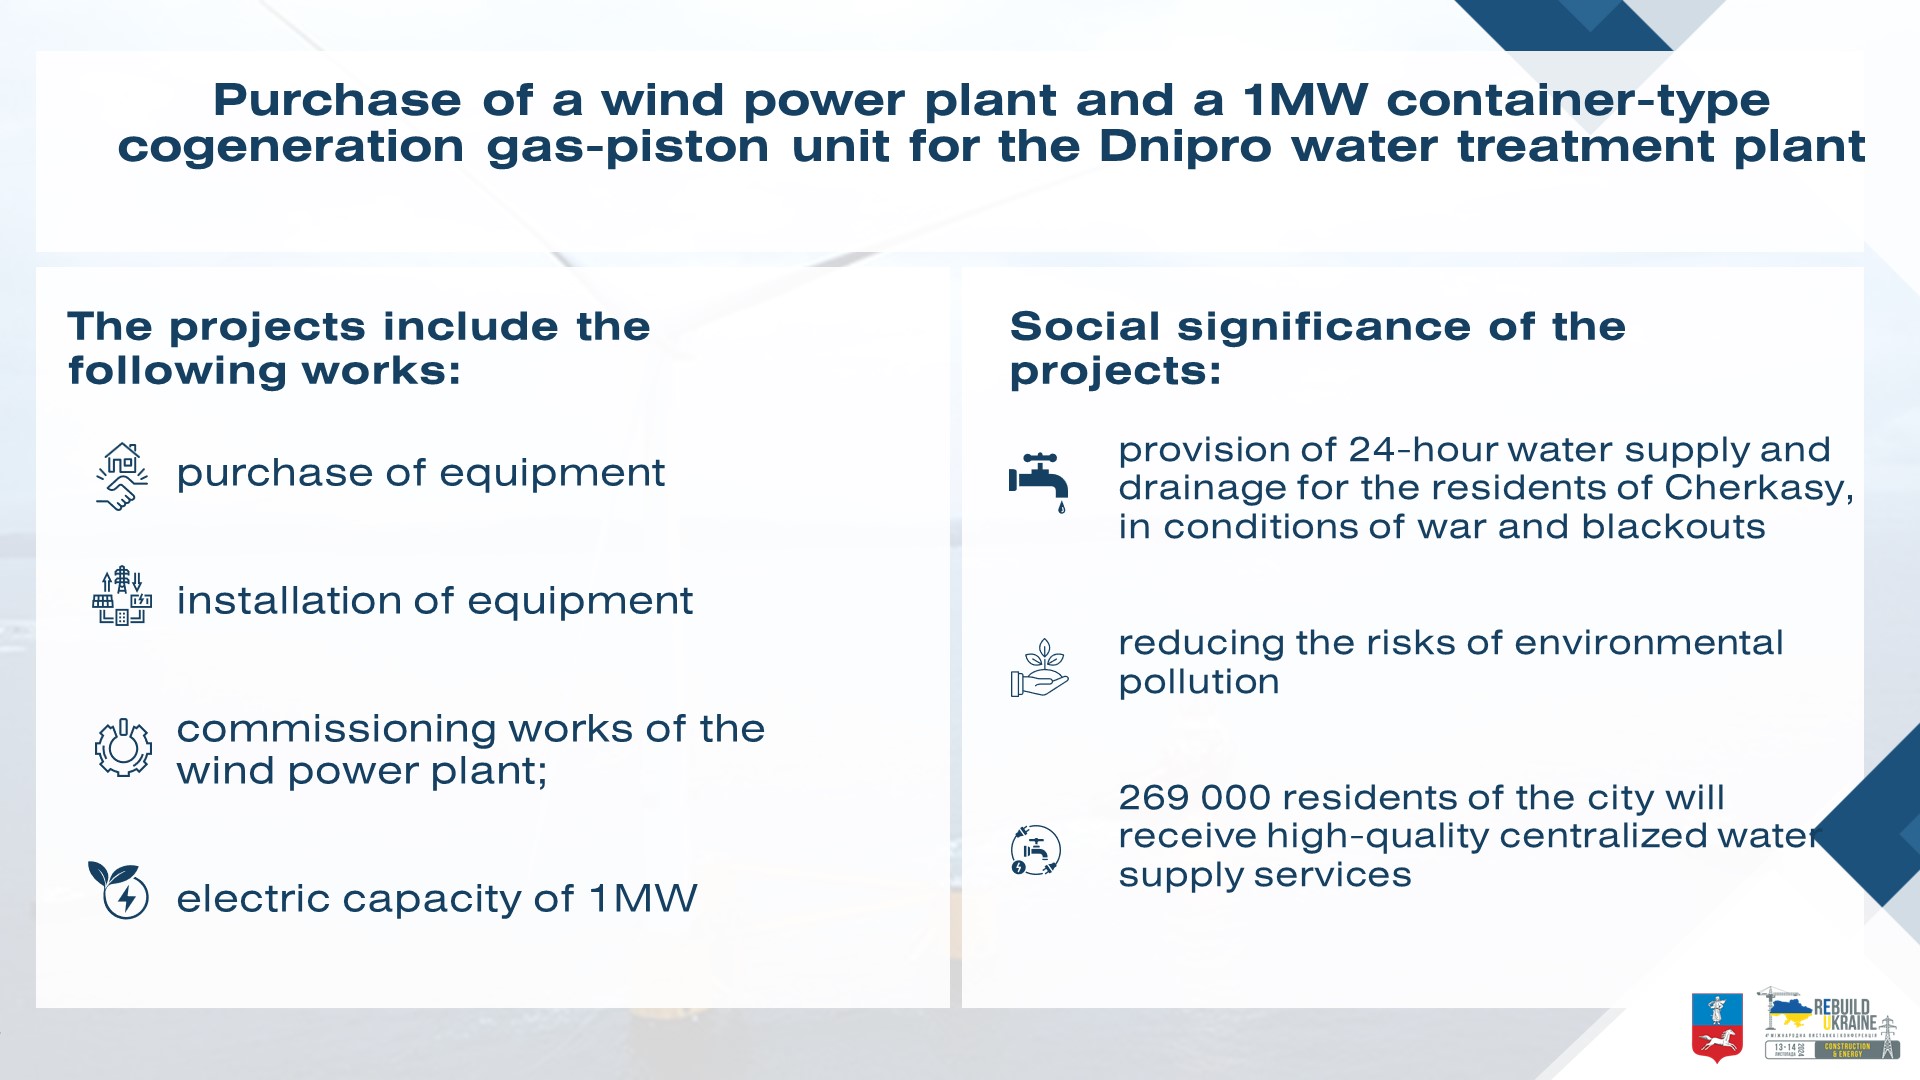 Purchase of a wind power plant and a 1MW container-type
cogeneration gas-piston unit for the Dnipro water treatment plant
The projects include the
following works:
purchase of equipment
installation of equipment
commissioning works of the
wind power plant;
electric capacity of 1MW
Social significance of the
projects:
provision of 24-hour water supply and
drainage for the residents of Cherkasy,
in conditions of war and blackouts
reducing the risks of environmental
pollution
269 000 residents of the city will
receive high-quality centralized water
supply services
REBUILD
UKRAINE
13-14
ЛИСТОПАДА
2024
CONSTRUCTION
& ENERGY